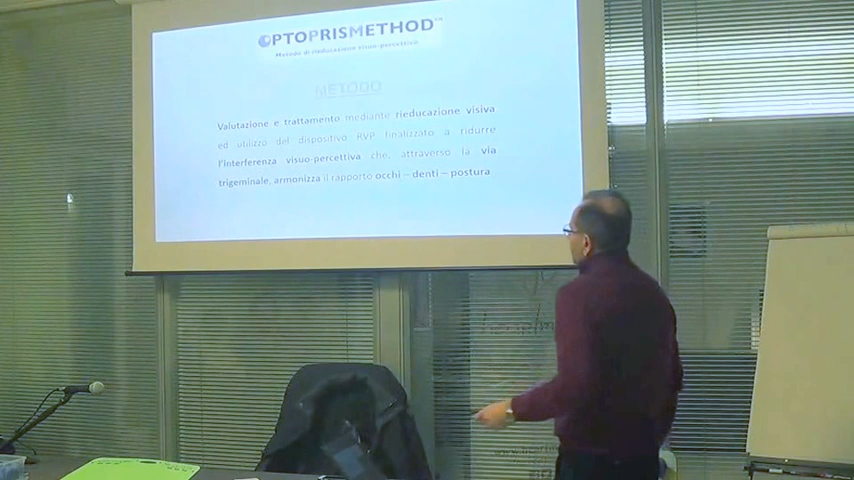 OPTOPRISMETHOD
Metodo di rieducazione visuo-percettiva
METODO
Valutazione e trattamento mediante rieducazione visiva
ed utilizzo del dispositivo RVP finalizzato a ridurre
l'interferenza visuo-percettiva che, attraverso la via
trigeminale, armonizza il rapporto occhi – denti – postura